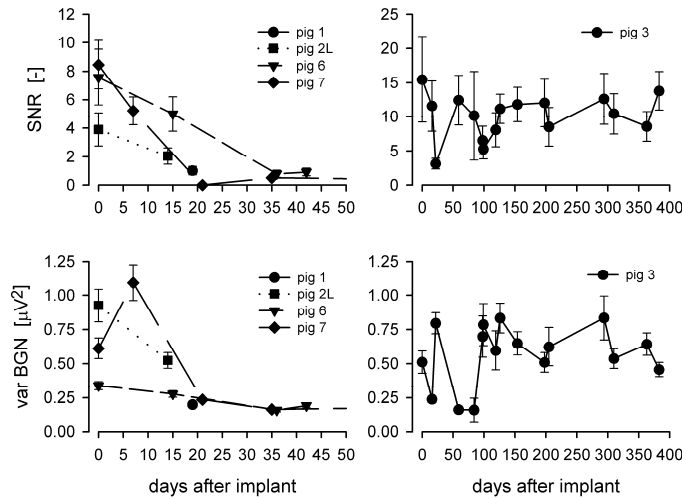 12
10
8
6
4
2
0
SNR [-]
pig 1
pig 2L
pig 6
pig 7
0 5 10 15 20 25 30 35 40 45 50
25
20
15
10
5
0
pig 3
0 50 100 150 200 250 300 350 400
1.25
1.00
0.75
0.50
0.25
0.00
var BGN [μV²]
pig 1
pig 2L
pig 6
pig 7
0 5 10 15 20 25 30 35 40 45 50
days after implant
1.25
1.00
0.75
0.50
0.25
0.00
pig 3
0 50 100 150 200 250 300 350 400
days after implant